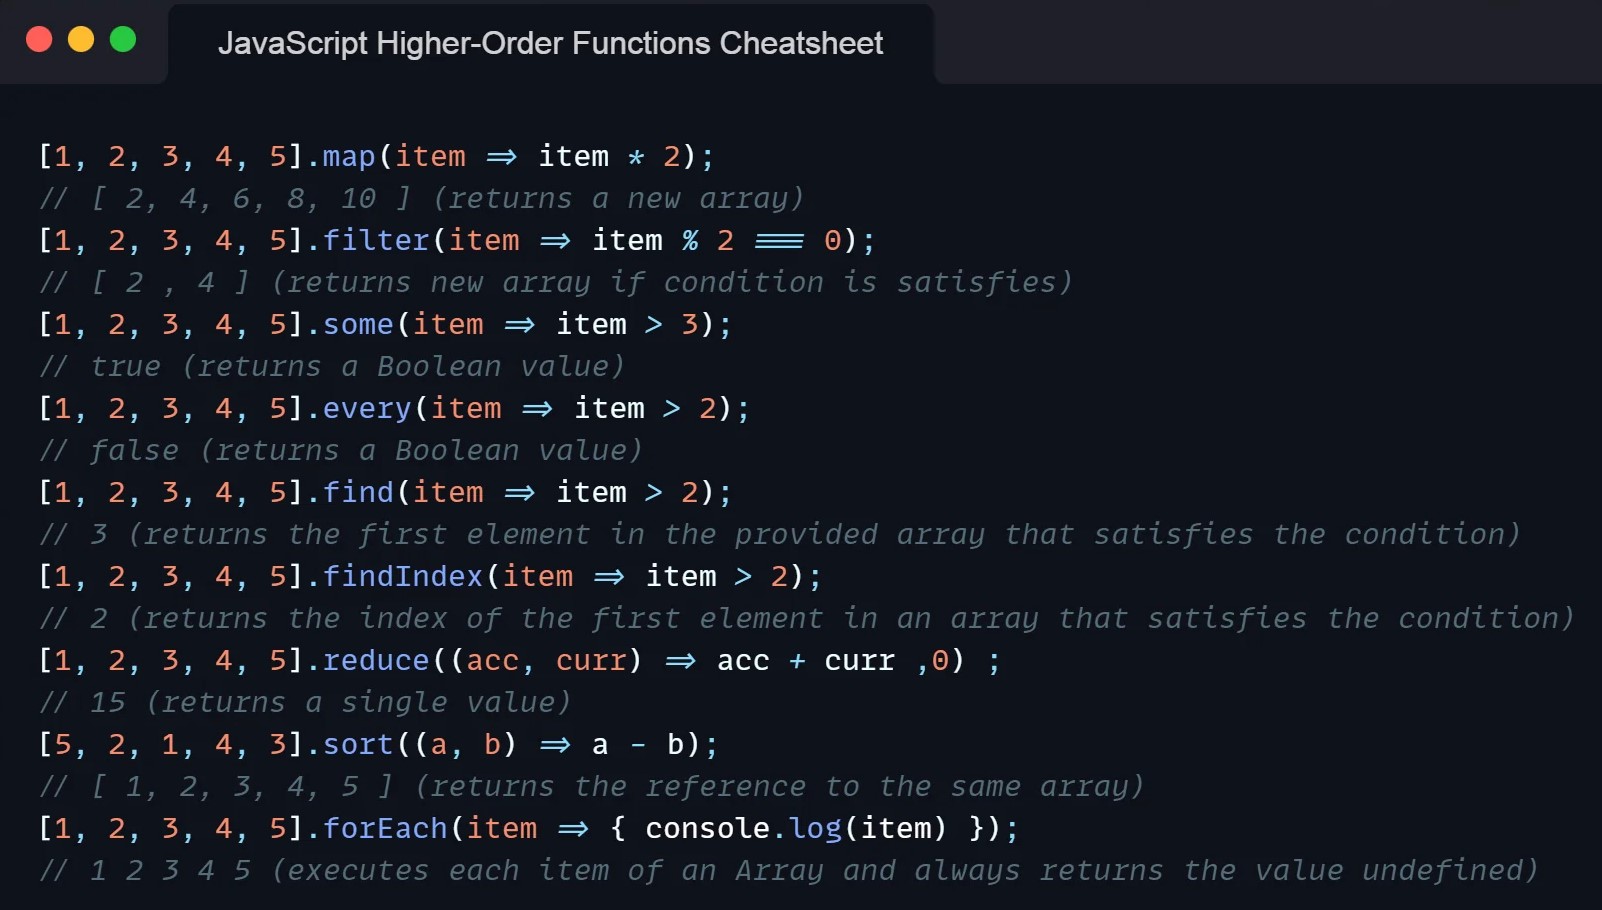 JavaScript Higher-Order Functions Cheatsheet
[1, 2, 3, 4, 5].map(item => item * 2);
// [ 2, 4, 6, 8, 10 ] (returns a new array)
[1, 2, 3, 4, 5].filter(item => item % 2 === 0);
// [ 2 , 4 ] (returns new array if condition is satisfies)
[1, 2, 3, 4, 5].some(item => item > 3);
// true (returns a Boolean value)
[1, 2, 3, 4, 5].every(item => item > 2);
// false (returns a Boolean value)
[1, 2, 3, 4, 5].find(item => item > 2);
// 3 (returns the first element in the provided array that satisfies the condition)
[1, 2, 3, 4, 5].findIndex(item => item > 2);
// 2 (returns the index of the first element in an array that satisfies the condition)
[1, 2, 3, 4, 5].reduce((acc, curr) => acc + curr ,0) ;
// 15 (returns a single value)
[5, 2, 1, 4, 3].sort((a, b) => a - b);
// [ 1, 2, 3, 4, 5 ] (returns the reference to the same array)
[1, 2, 3, 4, 5].forEach(item => { console.log(item) });
// 1 2 3 4 5 (executes each item of an Array and always returns the value undefined)